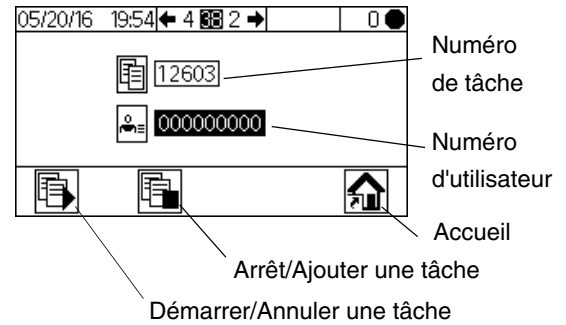 05/20/16 19:54 4 38 2 0
Numéro
de tâche
12603
000000000
Numéro
d'utilisateur
Accueil
Arrêt/Ajouter une tâche
Démarrer/Annuler une tâche